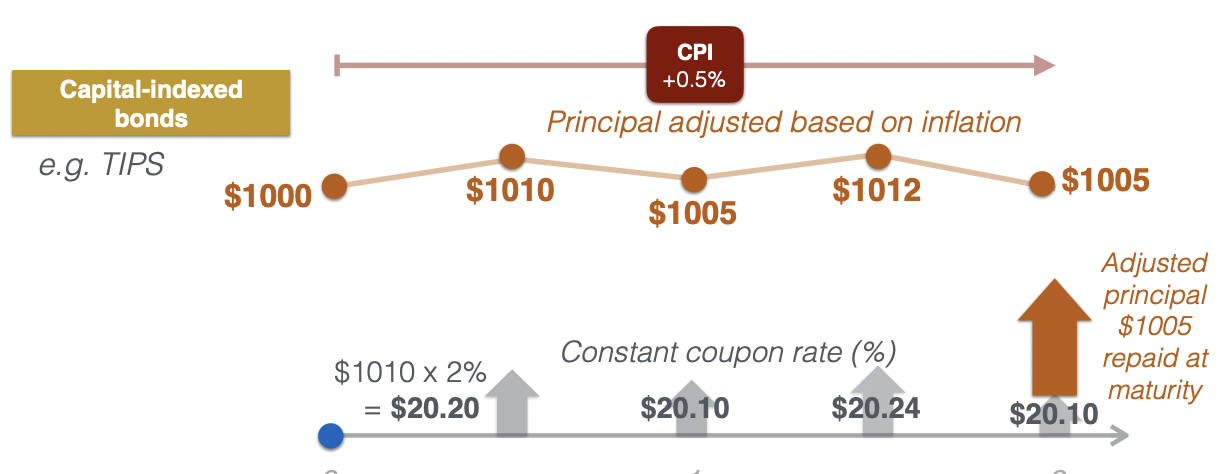 CPI
+0.5%
Capital-indexed
bonds
Principal adjusted based on inflation
e.g. TIPS
$1000
$1010
$1005
$1012
$1005
Adjusted
principal
$1005
repaid at
maturity
Constant coupon rate (%)
$1010 x 2%
= $20.20
$20.10
$20.24
$20.10